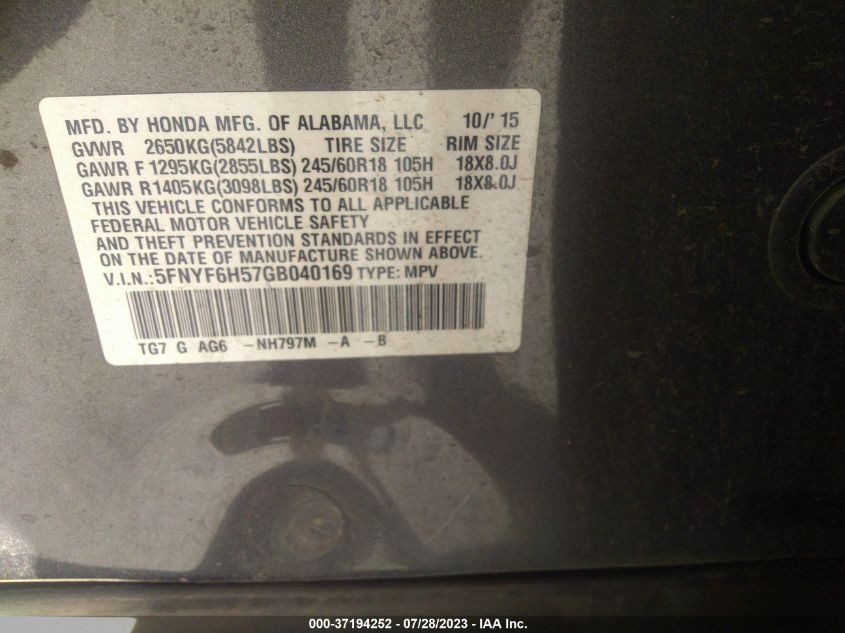 MFD. BY HONDA MFG. OF ALABAMA, LLC 10/'15
GVWR 2650KG(5842LBS) TIRE SIZE RIM SIZE
GAWR F 1295KG(2855LBS) 245/60R18 105H 18X8.0J
GAWR R1405KG(3098LBS) 245/60R18 105H 18X8.0J
THIS VEHICLE CONFORMS TO ALL APPLICABLE
FEDERAL MOTOR VEHICLE SAFETY
AND THEFT PREVENTION STANDARDS IN EFFECT
ON THE DATE OF MANUFACTURE SHOWN ABOVE.
V.I.N.:5FNYF6H57GB040169 TYPE: MPV
TG7 G AG6 -NH797M -A -B
000-37194252 / 07/28/2023 - IAA Inc.